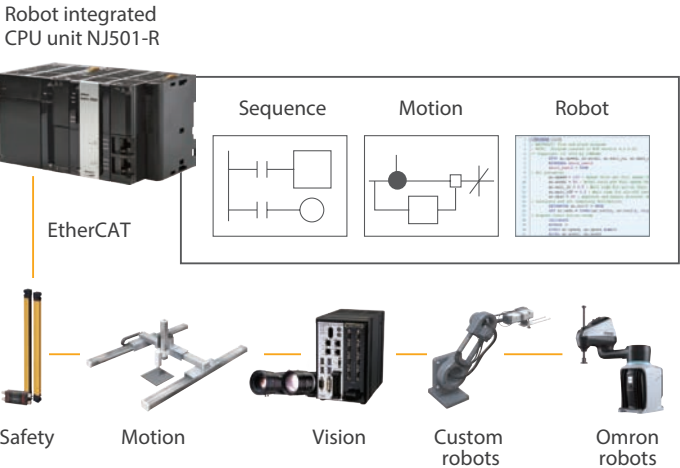 Robot integrated
CPU unit NJ501-R
Sequence
Motion
Robot
EtherCAT
Safety
Motion
Vision
Custom
robots
Omron
robots